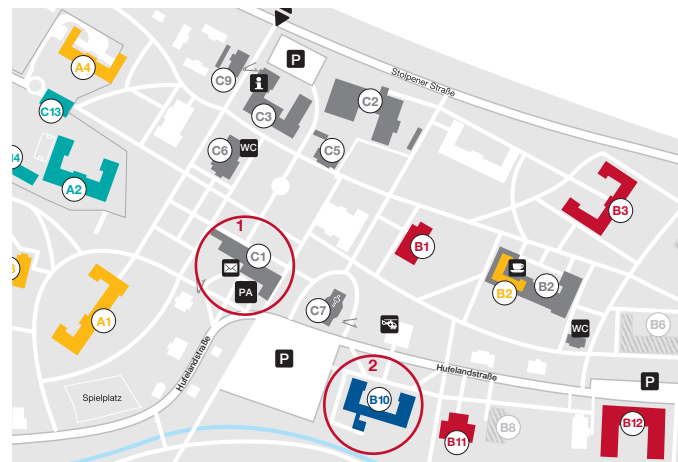 A4
P
C9
Stolpener Straße
C13
C3
C2
C6
WC
C5
A2
B3
1
B1
C1
B2
B2
PA
C7
A1
WC
B6
Hufelandstraße
P
2
Hufelandstraße
P
Spielplatz
B10
B11
B8
B12